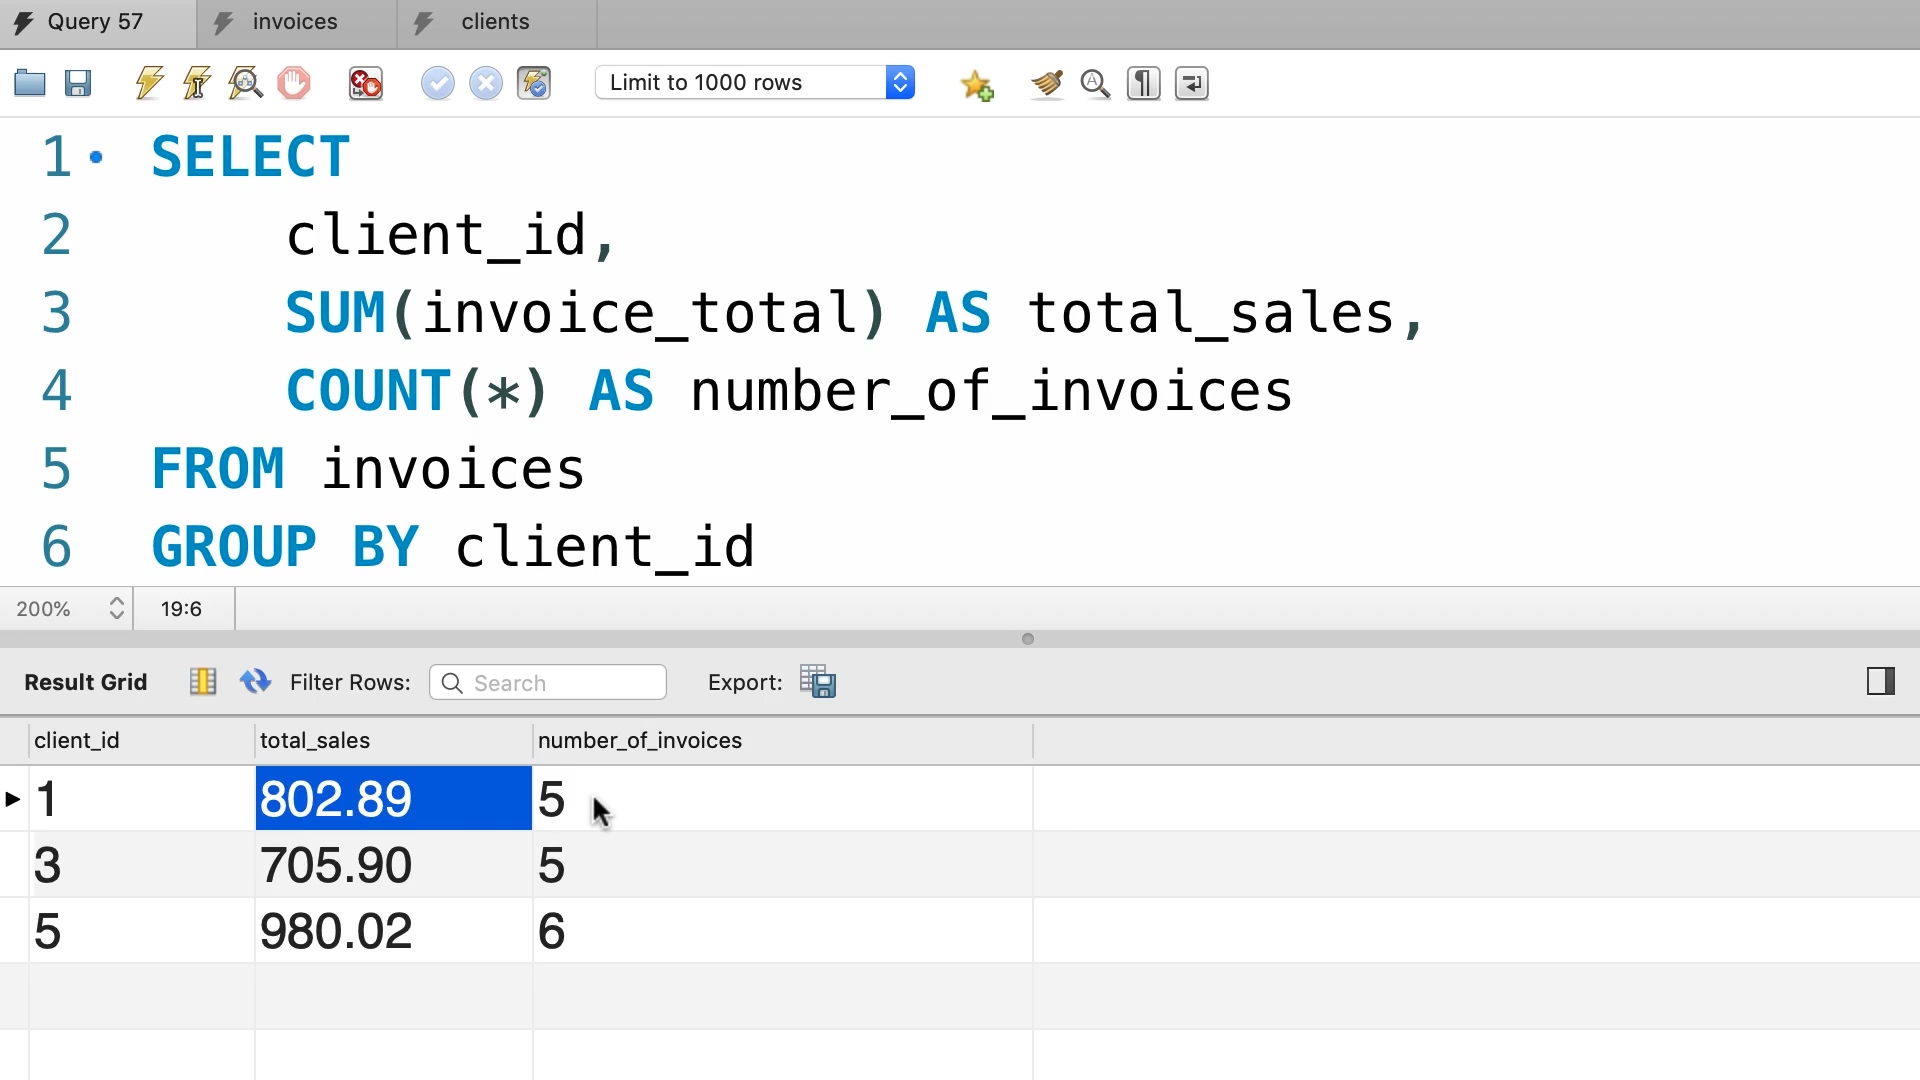 Query 57 invoices clients
Limit to 1000 rows
1 SELECT
2 client_id,
3 SUM(invoice_total) AS total_sales,
4 COUNT(*) AS number_of_invoices
5 FROM invoices
6 GROUP BY client_id
200% 19:6
Result Grid Filter Rows: Search Export:
client_id total_sales number_of_invoices
1 802.89 5
3 705.90 5
5 980.02 6